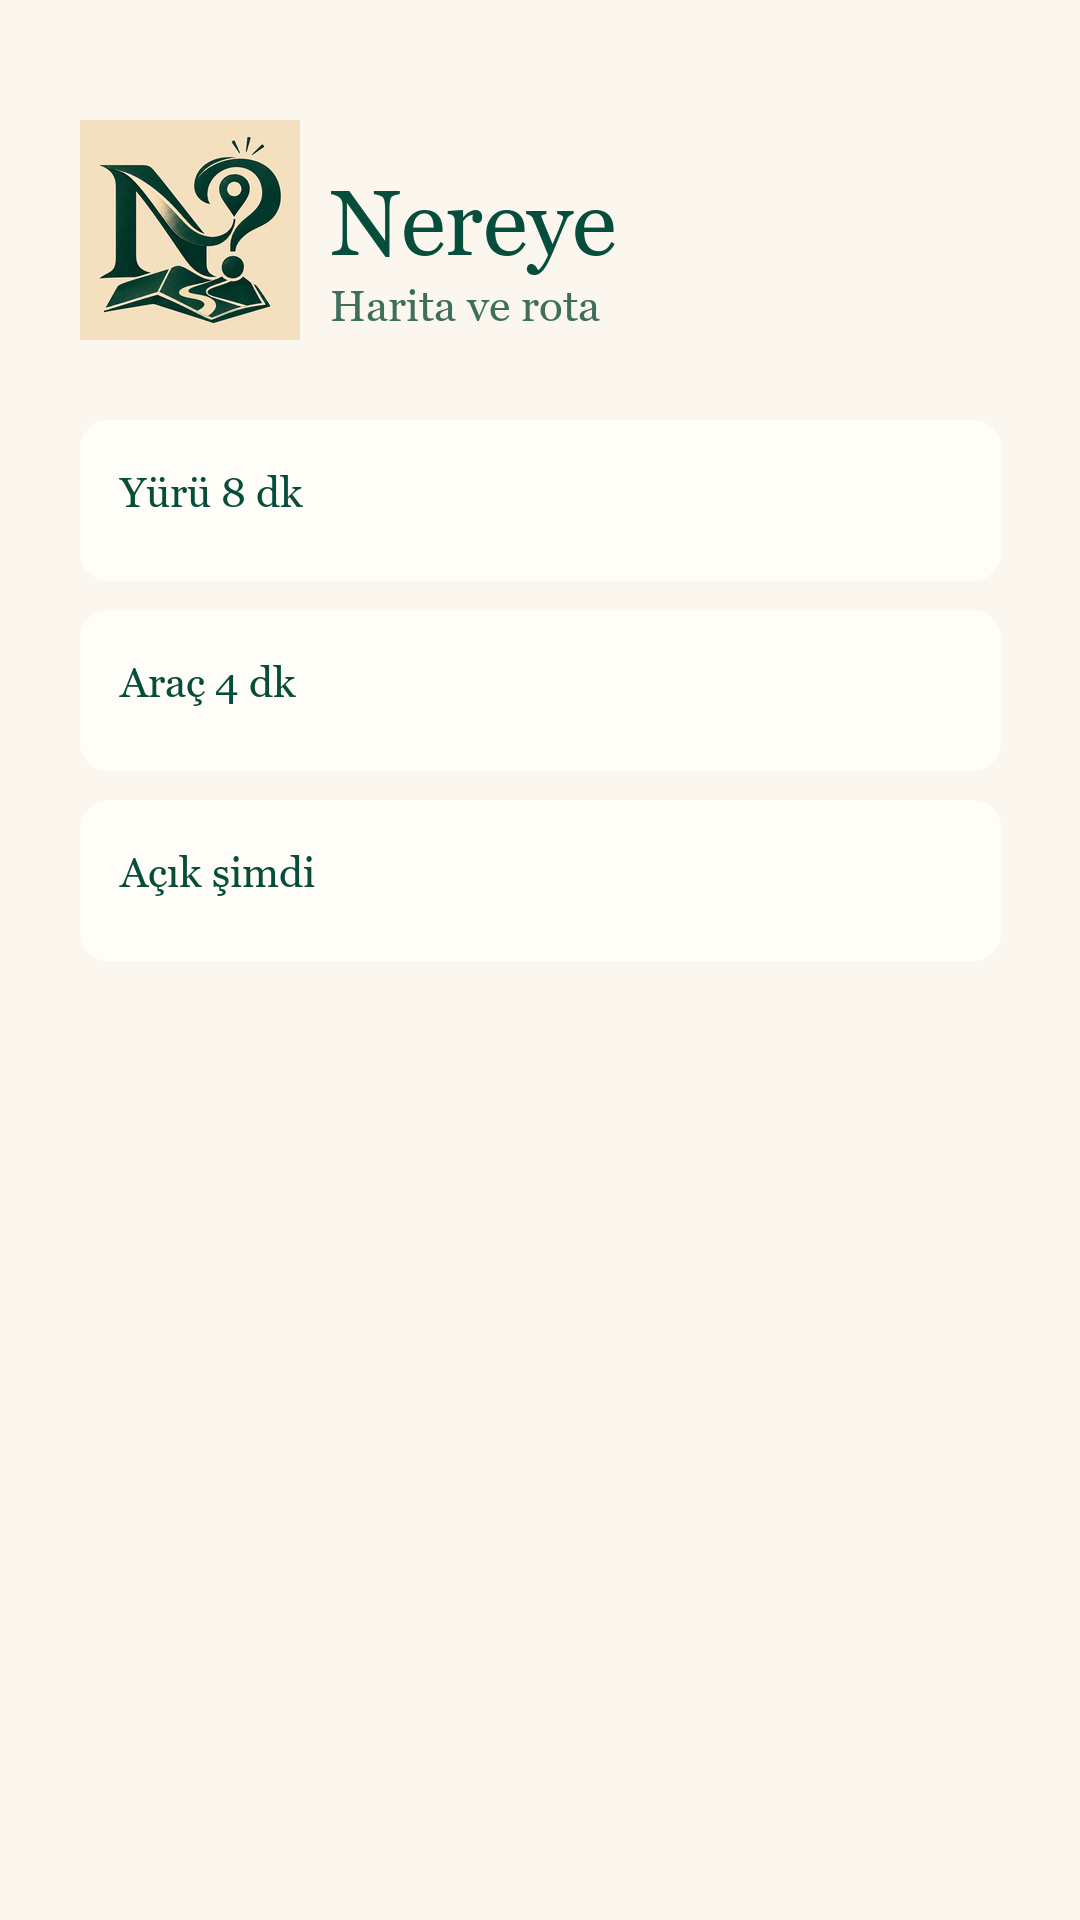 N?
Nereye
Harita ve rota
Yürü 8 dk
Araç 4 dk
Açık şimdi